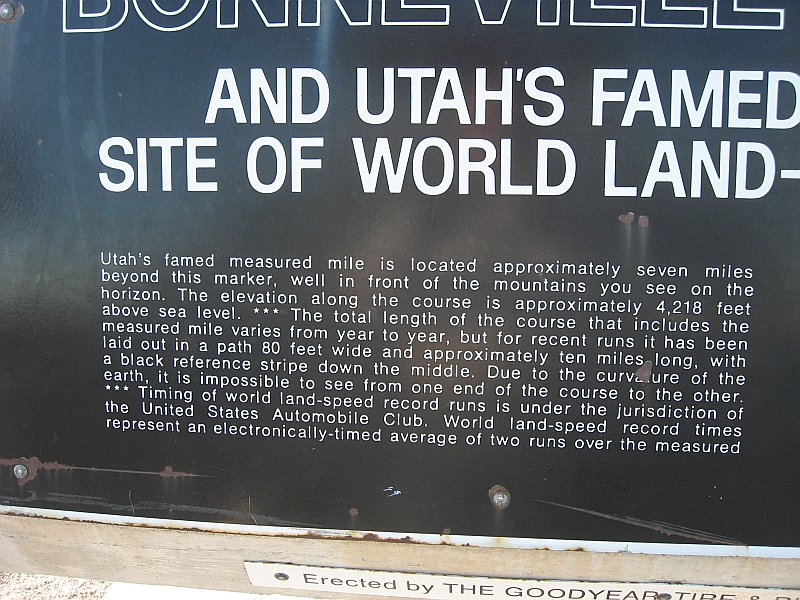 BONNEVILLE
AND UTAH'S FAMED
SITE OF WORLD LAND-
Utah's famed measured mile is located approximately seven miles
beyond this marker, well in front of the mountains you see on the
horizon. The elevation along the course is approximately 4,218 feet
above sea level. *** The total length of the course that includes the
measured mile varies from year to year, but for recent runs it has been
laid out in a path 80 feet wide and approximately ten miles long, with
a black reference stripe down the middle. Due to the curvature of the
earth, it is impossible to see from one end of the course to the other.
*** Timing of world land-speed record runs is under the jurisdiction of
the United States Automobile Club. World land-speed record times
represent an electronically-timed average of two runs over the measured
Erected by THE GOODYEAR TIRE &